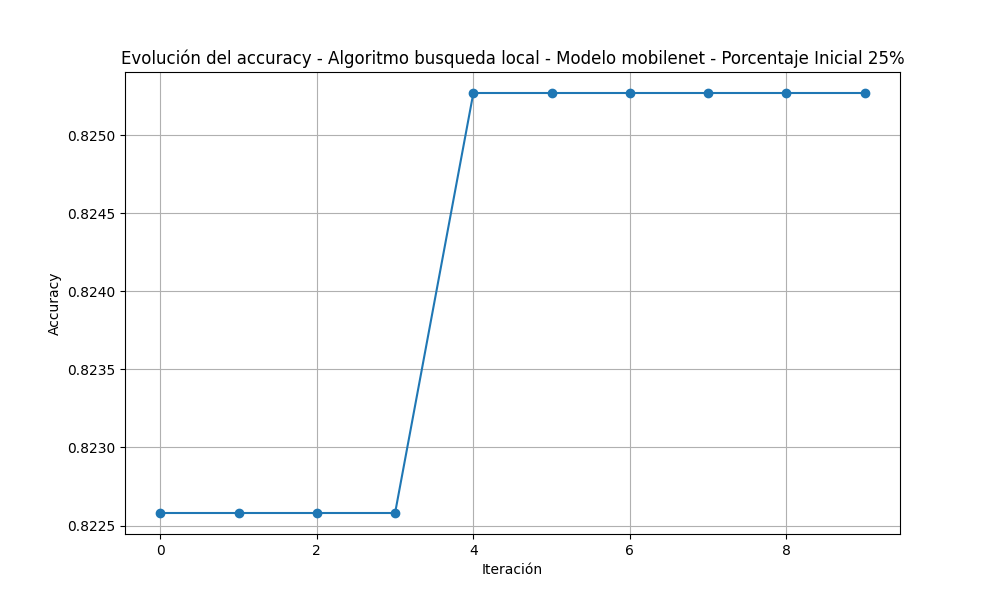 Evolución del accuracy - Algoritmo busqueda local - Modelo mobilenet - Porcentaje Inicial 25%
0.8250
0.8245
0.8240
0.8235
0.8230
0.8225
Accuracy
0 2 4 6 8
Iteración